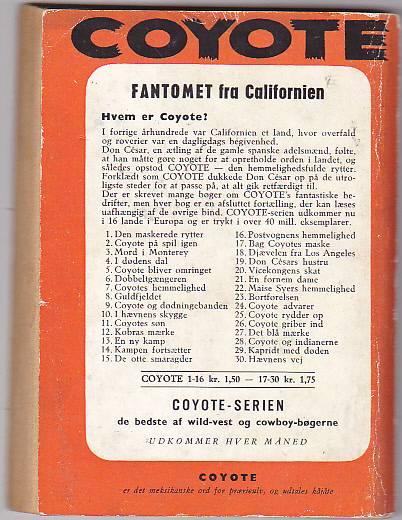 COYOTE
FANTOMET fra Californien
Hvem er Coyote?
I forrige århundrede var Californien et land, hvor overfald
og røverier var en dagligdags begivenhed.
Don César, en ætling af de gamle spanske adelsmænd, følte,
at han måtte gøre noget for at opretholde orden i landet, og
således opstod COYOTE — den hemmelighedsfulde rytter.
Forklædt som COYOTE dukkede Don César op på de utro-
ligste steder for at passe på, at alt gik retfærdigt til.
Der er skrevet mange bøger om COYOTE's fantastiske be-
drifter, men hver bog er en afsluttet fortælling, der kan læses
uafhængig af de øvrige bind. COYOTE-serien udkommer nu
i 16 lande i Europa og er trykt i over 40 mill. eksemplarer.
1. Den maskerede rytter
2. Coyote på spil igen
3. Mord i Monterey
4. I dødens dal
5. Coyote bliver omringet
6. Dobbeltgængeren
7. Coyotes hemmelighed
8. Guldfjeldet
9. Coyote og dødningebanden
10. I hævnens skygge
11. Coyotes søn
12. Kobras mærke
13. En ny kamp
14. Kampen fortsætter
15. De otte smaragder
16. Postvognens hemmelighed
17. Bag Coyotes maske
18. Djævelen fra Los Angeles
19. Don Césars hustru
20. Vicekongens skat
21. En fornem dame
22. Maise Syers hemmelighed
23. Bortførelsen
24. Coyote advarer
25. Coyote rydder op
26. Coyote griber ind
27. Det blå mærke
28. Coyote og indianerne
29. Kapridt med døden
30. Hævnens vej
COYOTE 1-16 kr. 1,50 — 17-30 kr. 1,75
COYOTE-SERIEN
de bedste af wild-vest og cowboy-bøgerne
UDKOMMER HVER MÅNED
COYOTE
er det meksikanske ord for præriesulv, og udtales kåjåte